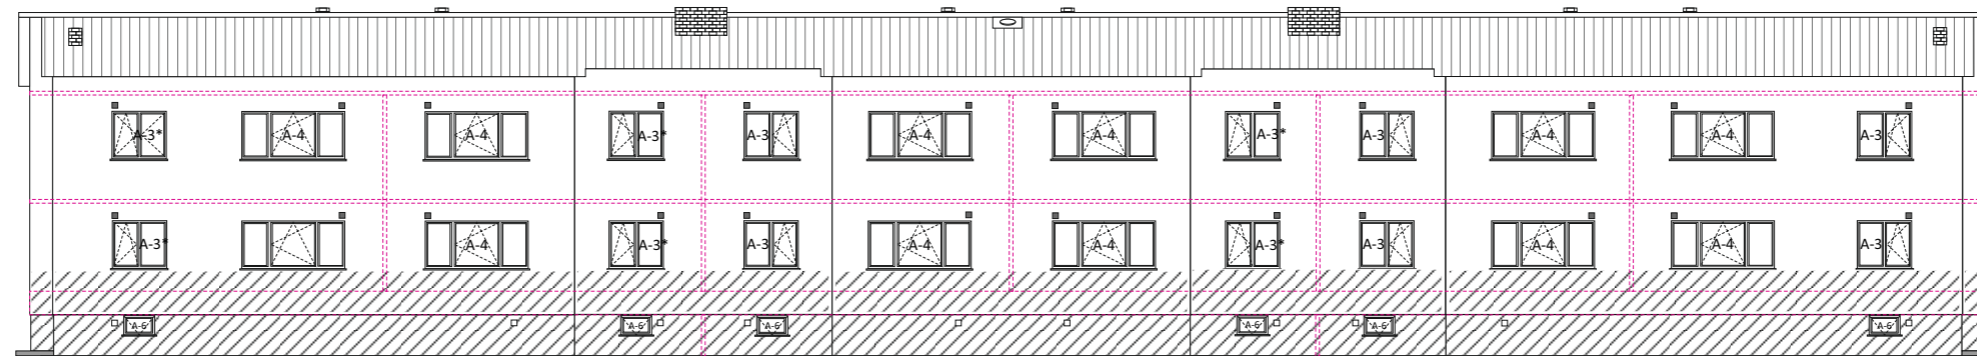 A-3* A-4 A-4 A-3* A-3 A-4 A-4 A-3* A-3 A-4 A-4 A-3
A-3* A-4 A-3* A-3 A-4 A-4 A-3* A-3 A-4 A-4 A-3
A-6 A-6 A-6 A-6 A-6 A-6